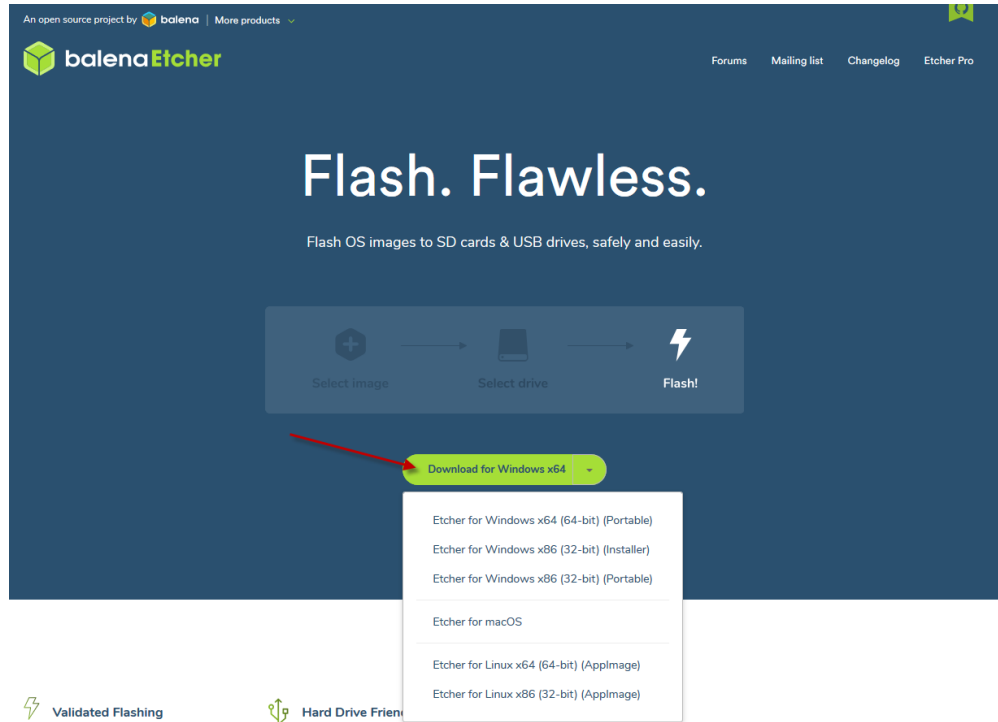 An open source project by balena | More products
balenaEtcher
Forums Mailing list Changelog Etcher Pro
Flash. Flawless.
Flash OS images to SD cards & USB drives, safely and easily.
Select image Select drive Flash!
Download for Windows x64
Etcher for Windows x64 (64-bit) (Portable)
Etcher for Windows x86 (32-bit) (Installer)
Etcher for Windows x86 (32-bit) (Portable)
Etcher for macOS
Etcher for Linux x64 (64-bit) (AppImage)
Etcher for Linux x86 (32-bit) (AppImage)
Validated Flashing Hard Drive Frien